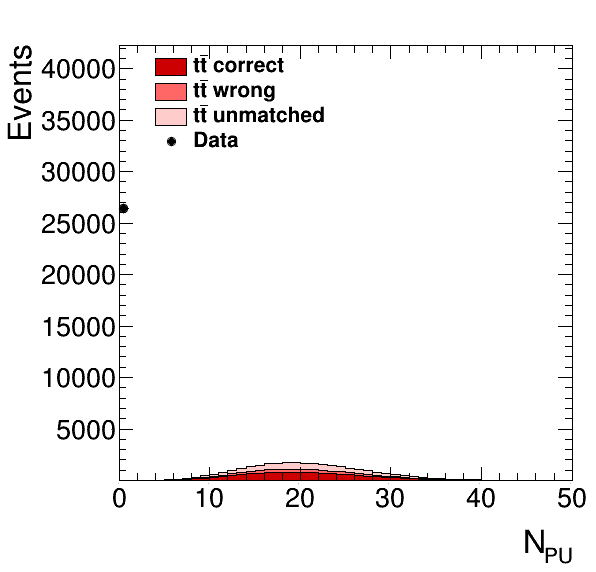 Events
40000
35000
30000
25000
20000
15000
10000
5000
tt̅ correct
tt̅ wrong
tt̅ unmatched
Data
0 10 20 30 40 50
N_PU